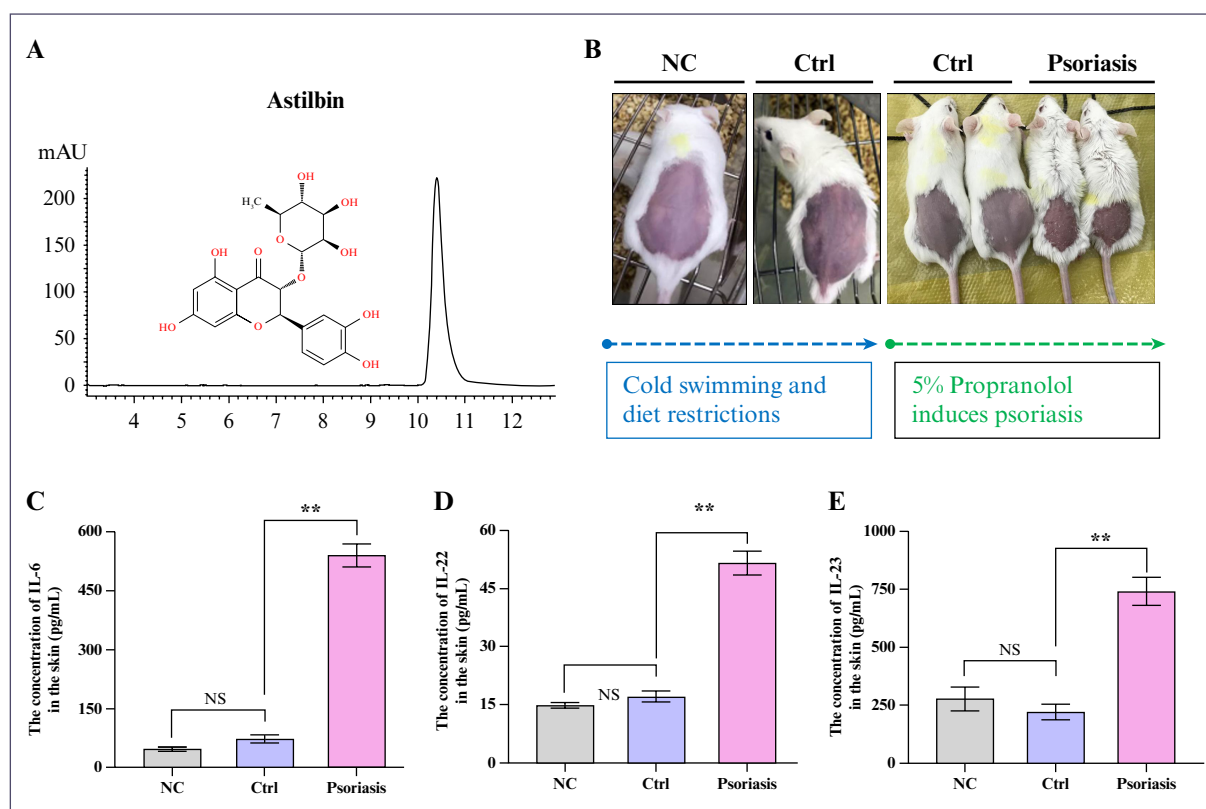 A
Astilbin
mAU
200
150
100
50
0
4 5 6 7 8 9 10 11 12
OH
H3C
OH
O
OH
OH
OH
O
O
HO
O
OH
OH
B
NC Ctrl Ctrl Psoriasis
Cold swimming and
diet restrictions
5% Propranolol
induces psoriasis
C
The concentration of IL-6
in the skin (pg/mL)
600
450
300
150
0
NS
**
NC Ctrl Psoriasis
D
The concentration of IL-22
in the skin (pg/mL)
60
45
30
15
0
NS
**
NC Ctrl Psoriasis
E
The concentration of IL-23
in the skin (pg/mL)
1000
750
500
250
0
NS
**
NC Ctrl Psoriasis